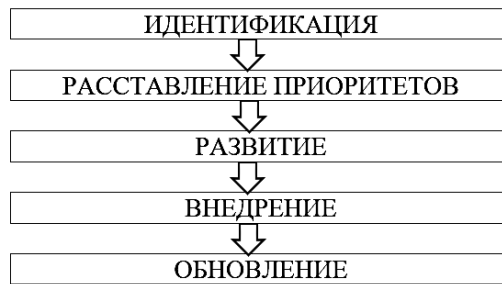 ИДЕНТИФИКАЦИЯ
РАССТАВЛЕНИЕ ПРИОРИТЕТОВ
РАЗВИТИЕ
ВНЕДРЕНИЕ
ОБНОВЛЕНИЕ